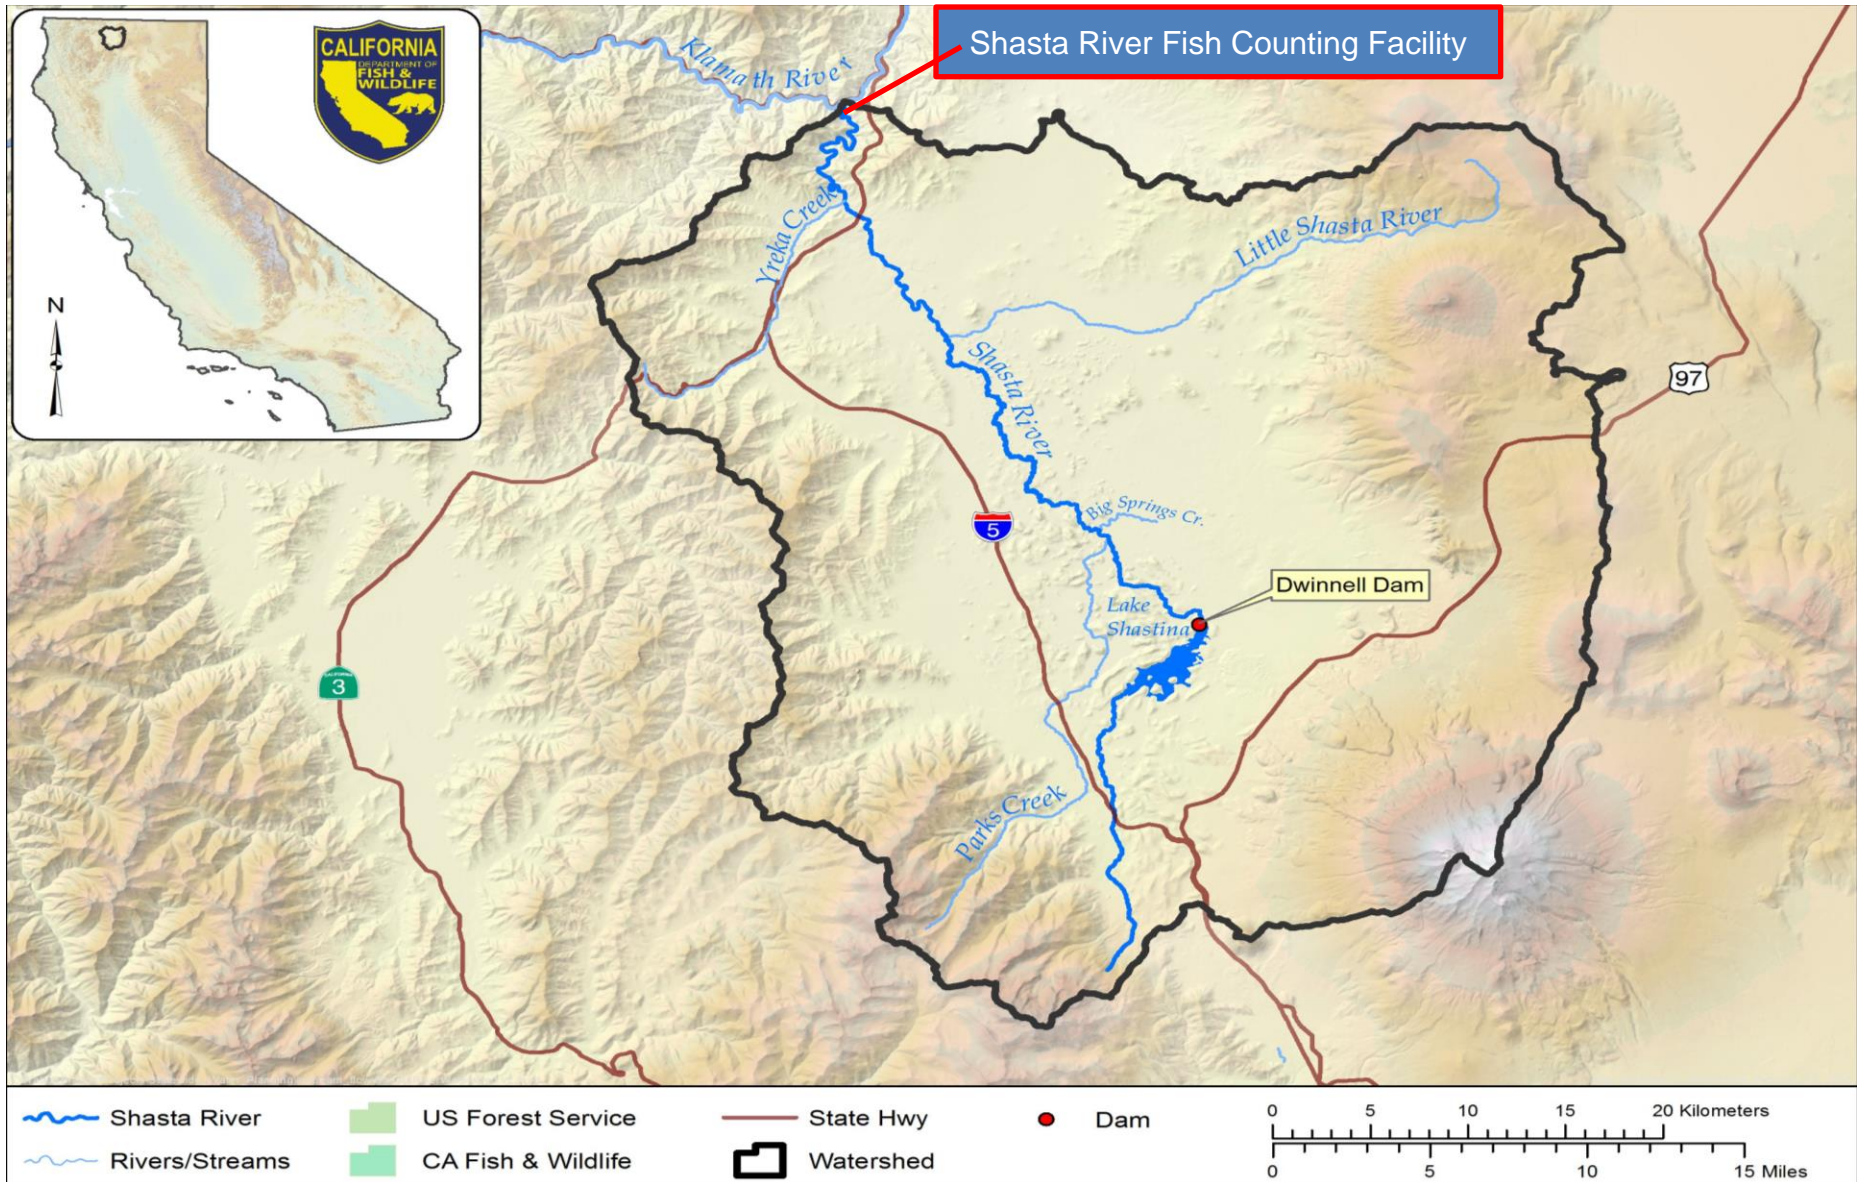 CALIFORNIA
DEPARTMENT OF
FISH &
WILDLIFE
N
Shasta River Fish Counting Facility
Klamath River
Yreka Creek
Little Shasta River
Shasta River
97
Big Springs Cr.
5
Dwinnell Dam
Lake
Shastina
CALIFORNIA
3
Parks Creek
Shasta River
US Forest Service
State Hwy
Dam
Rivers/Streams
CA Fish & Wildlife
Watershed
0 5 10 15 20 Kilometers
0 5 10 15 Miles